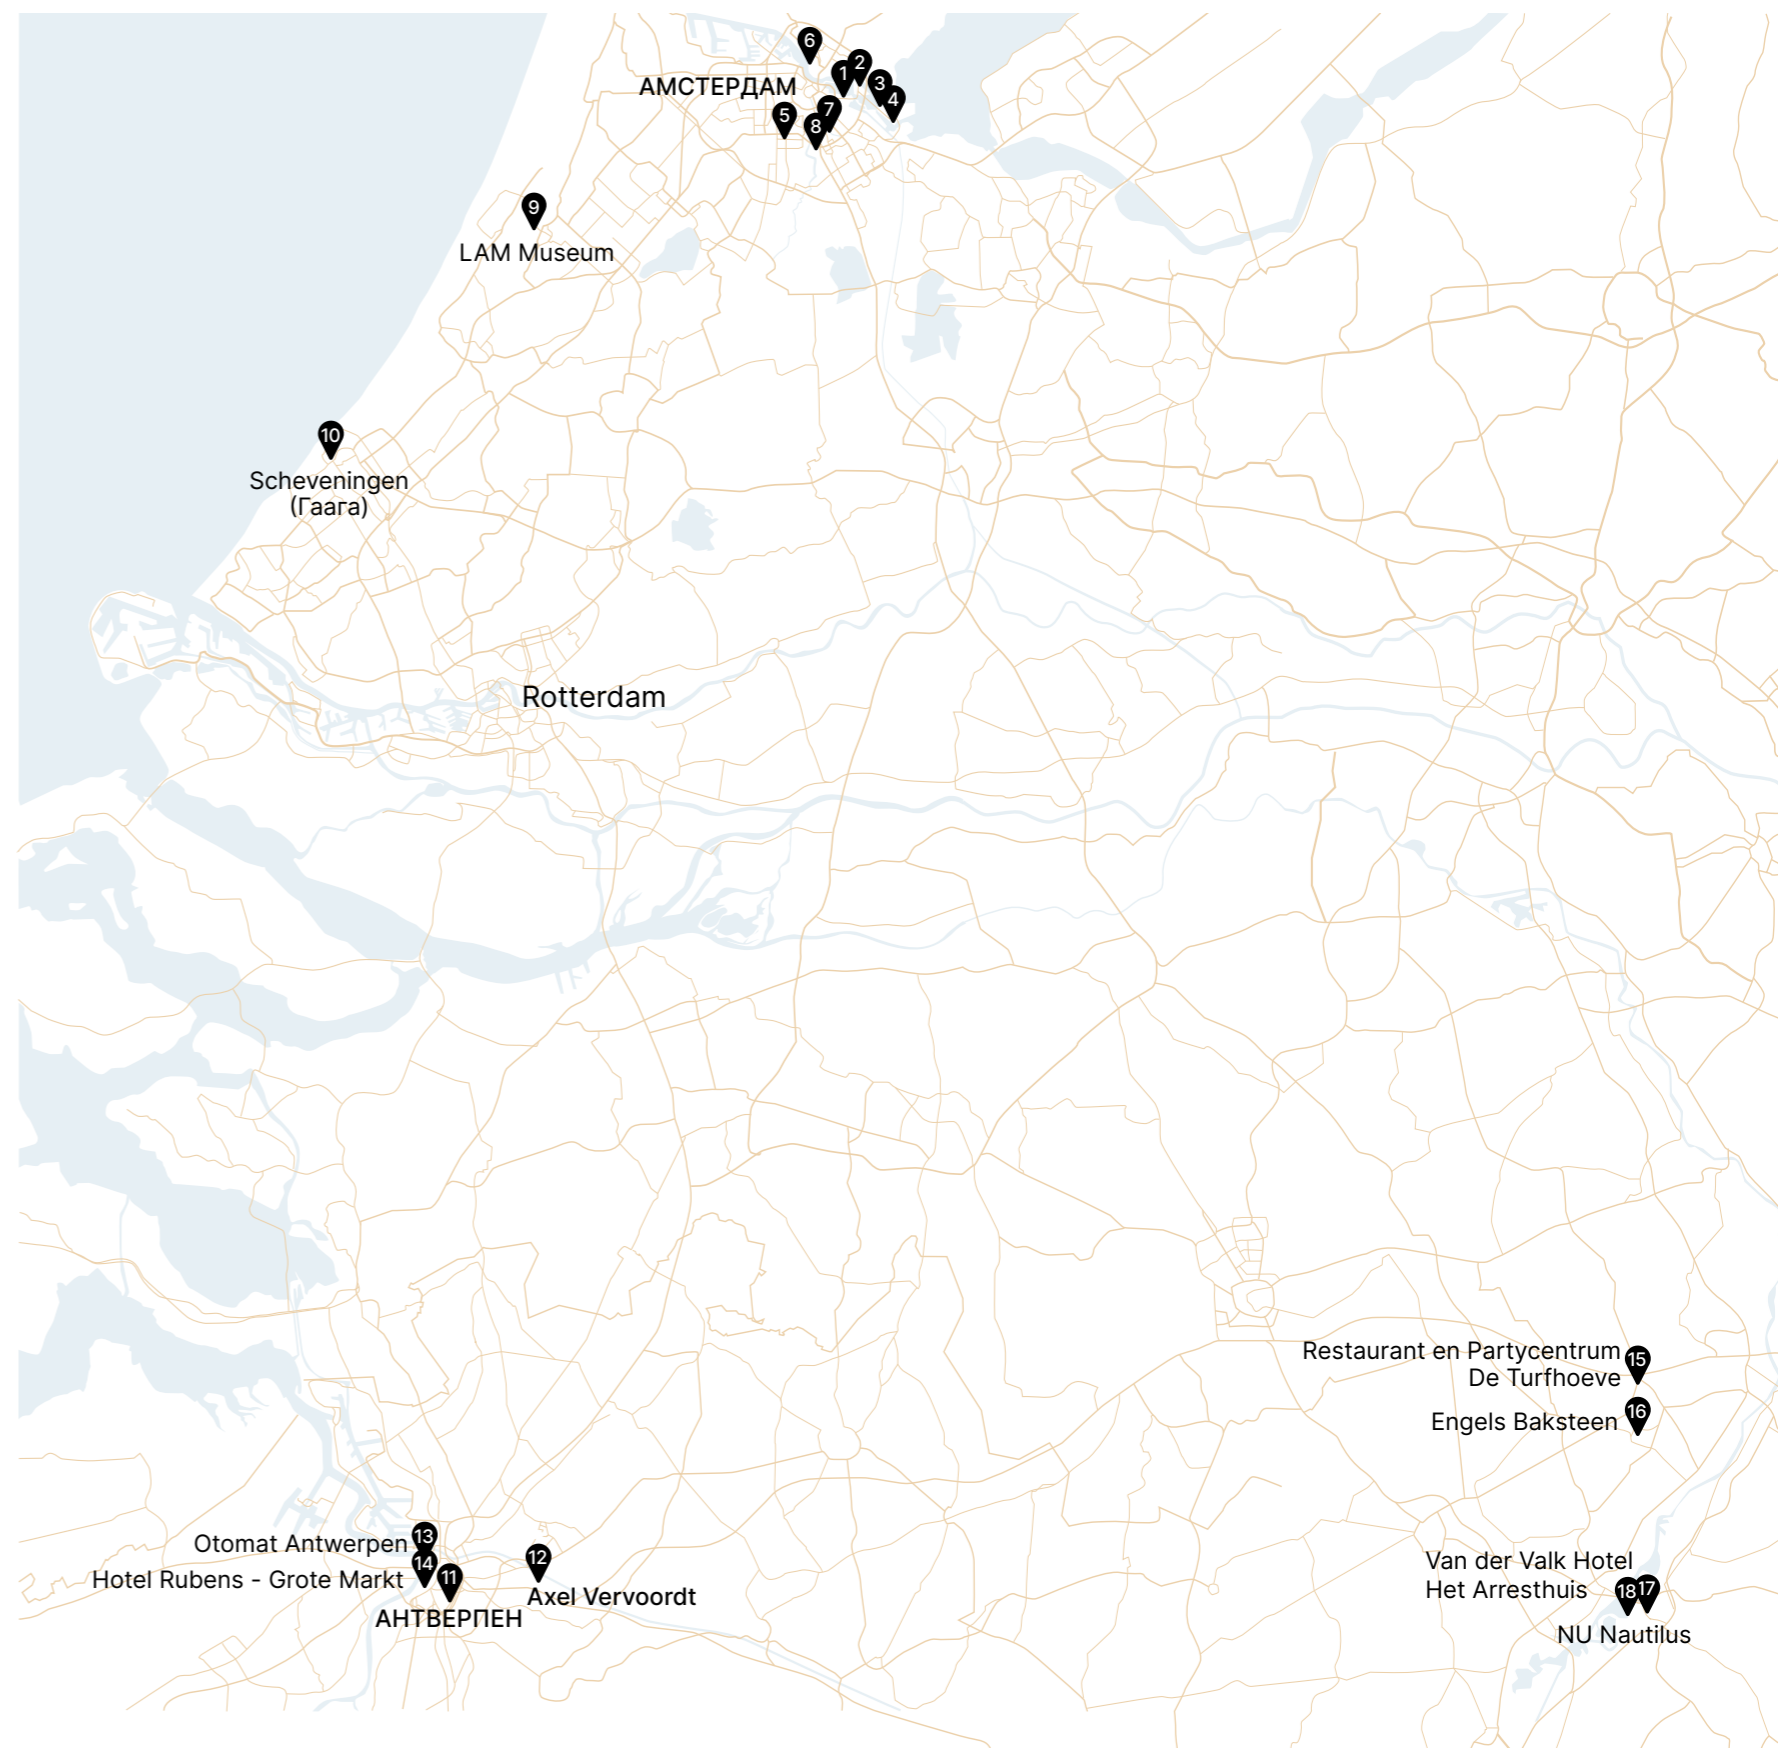 6
2
1
3
АМСТЕРДАМ
4
7
5
8
9
LAM Museum
10
Scheveningen
(Гаага)
Rotterdam
Restaurant en Partycentrum
De Turfhoeve
15
Engels Baksteen
16
Otomat Antwerpen
13
Hotel Rubens - Grote Markt
14
11
АНТВЕРПЕН
12
Axel Vervoordt
Van der Valk Hotel
Het Arresthuis
18
17
NU Nautilus